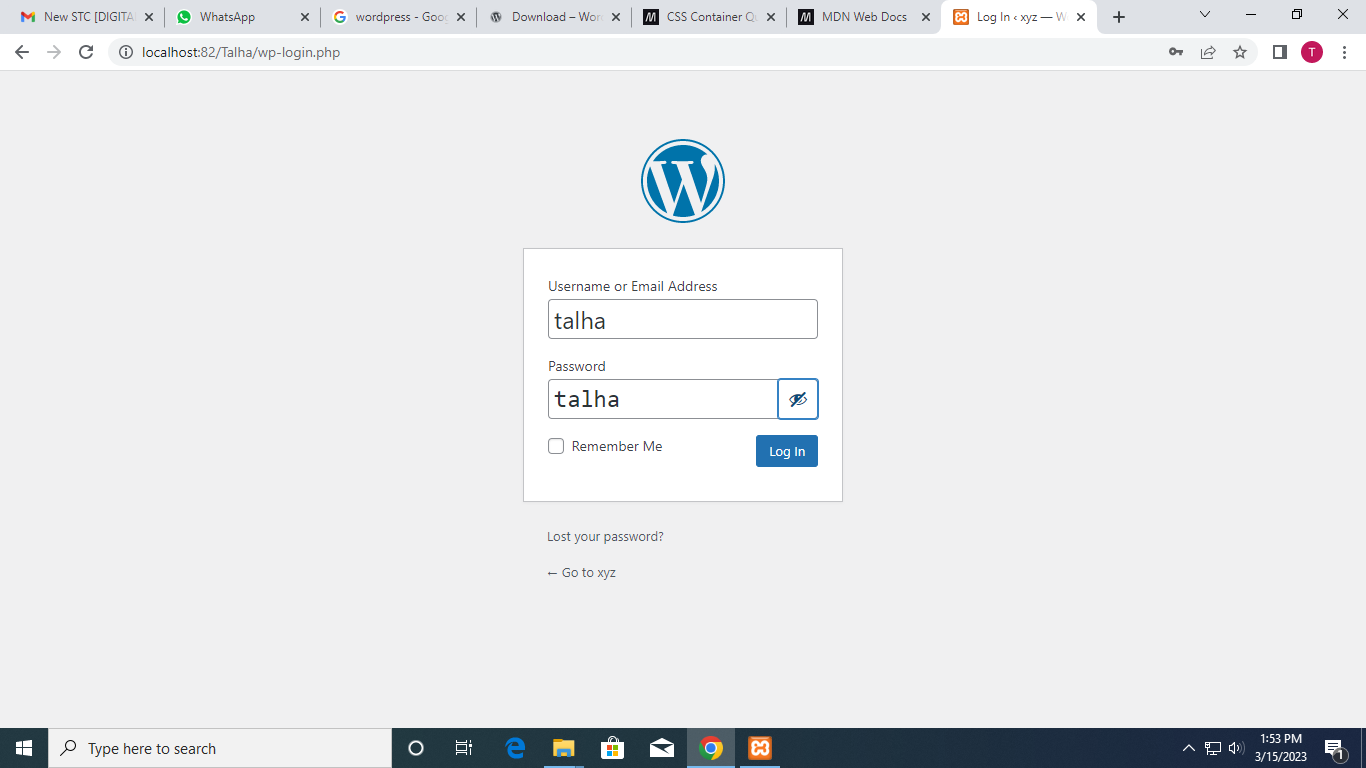 New STC [DIGITA
WhatsApp
wordpress - Goog
Download – Wor
CSS Container Qu
MDN Web Docs
Log In ‹ xyz — W
localhost:82/Talha/wp-login.php
T
Username or Email Address
talha
Password
talha
Remember Me
Log In
Lost your password?
← Go to xyz
Type here to search
1:53 PM
3/15/2023
1